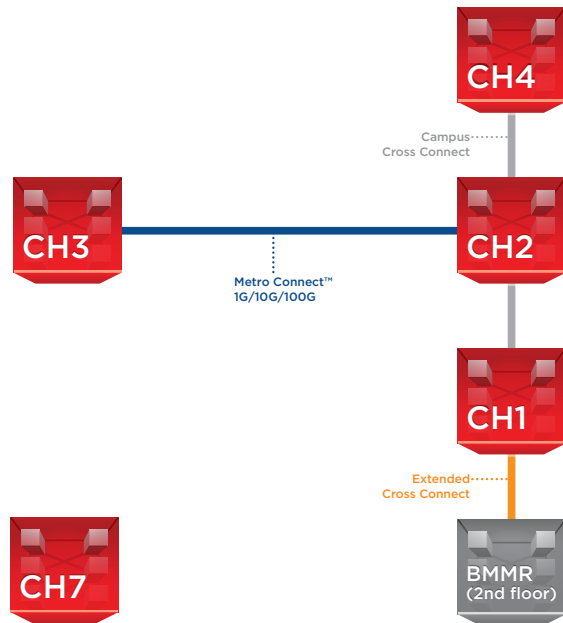 CH4
Campus
Cross Connect
CH3
CH2
Metro Connect™
1G/10G/100G
CH1
Extended
Cross Connect
CH7
BMMR
(2nd floor)